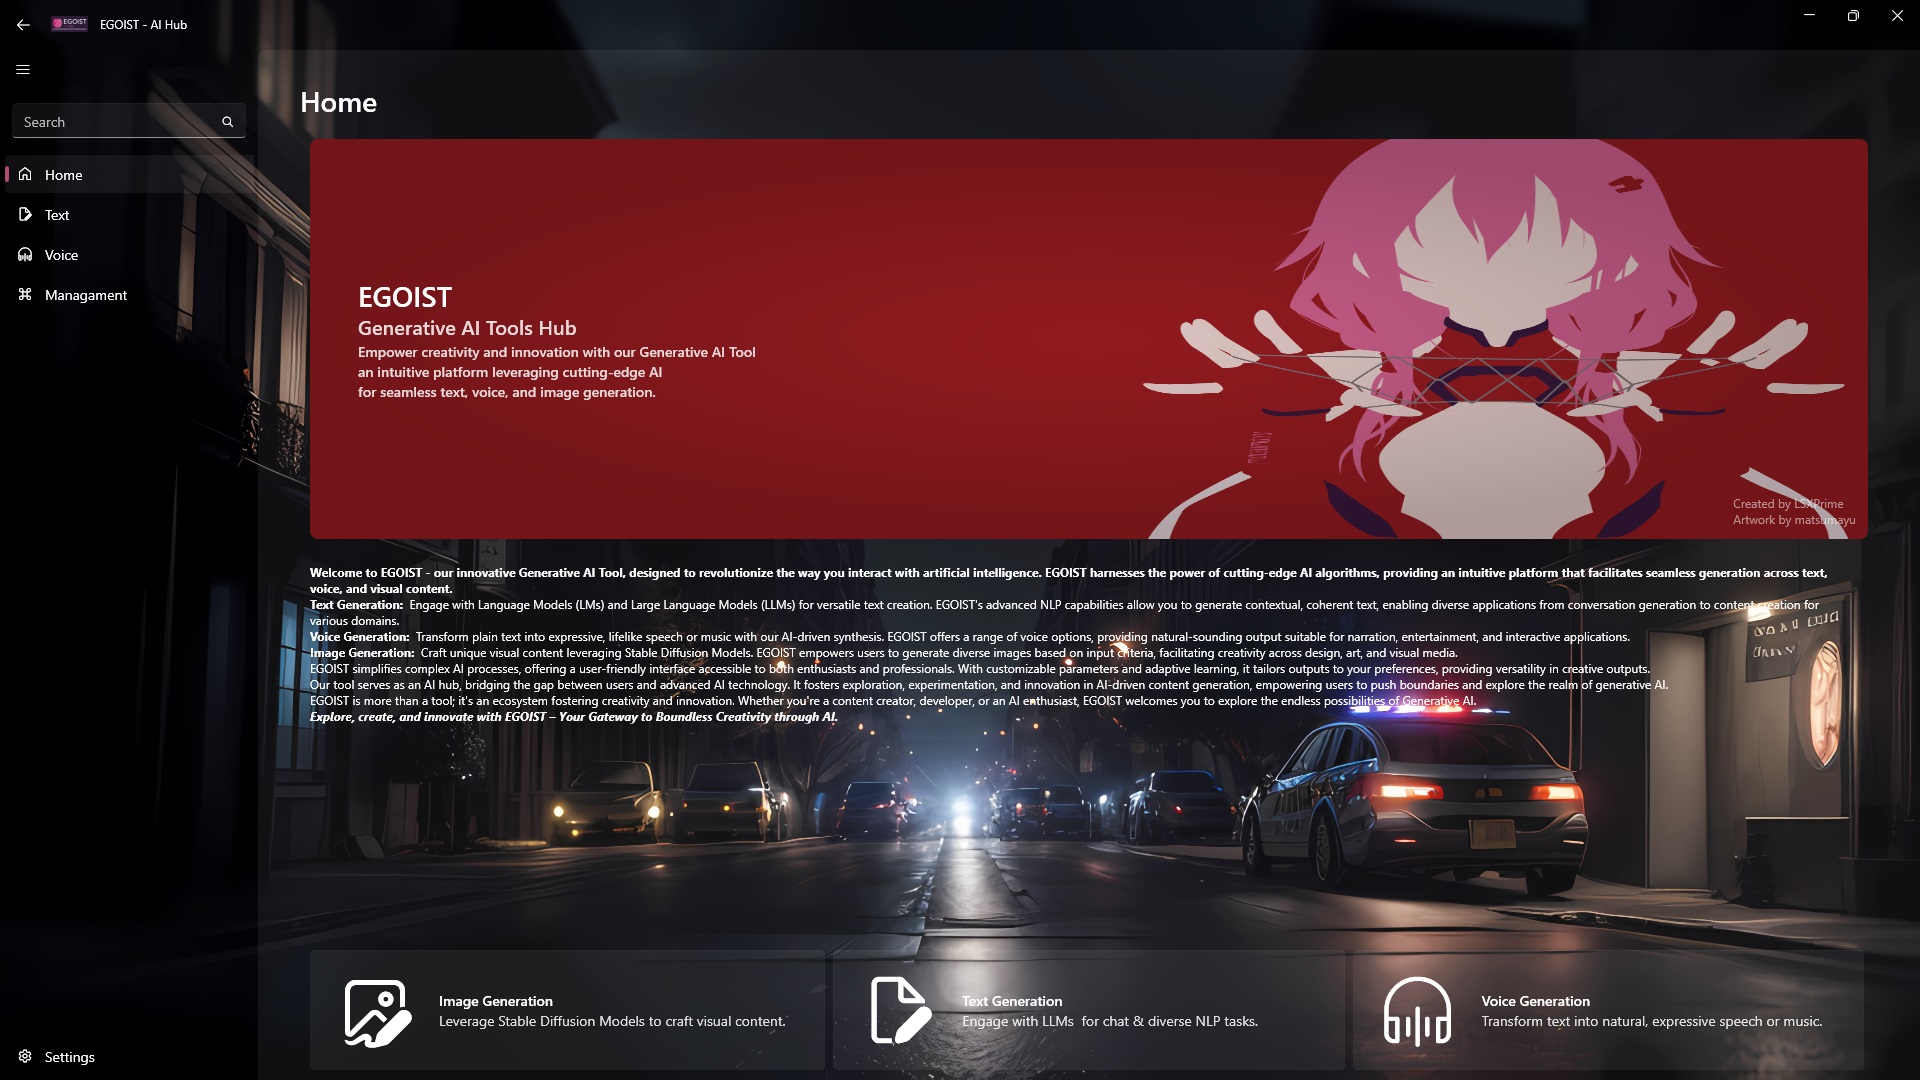 EGOIST
EGOIST - AI Hub
Home
Search
Home
Text
Voice
Managament
EGOIST
Generative AI Tools Hub
Empower creativity and innovation with our Generative AI Tool
an intuitive platform leveraging cutting-edge AI
for seamless text, voice, and image generation.
Created by LSXPrime
Artwork by matsumayu
Welcome to EGOIST - our innovative Generative AI Tool, designed to revolutionize the way you interact with artificial intelligence. EGOIST harnesses the power of cutting-edge AI algorithms, providing an intuitive platform that facilitates seamless generation across text,
voice, and visual content.
Text Generation: Engage with Language Models (LMs) and Large Language Models (LLMs) for versatile text creation. EGOIST's advanced NLP capabilities allow you to generate contextual, coherent text, enabling diverse applications from conversation generation to content creation for
various domains.
Voice Generation: Transform plain text into expressive, lifelike speech or music with our AI-driven synthesis. EGOIST offers a range of voice options, providing natural-sounding output suitable for narration, entertainment, and interactive applications.
Image Generation: Craft unique visual content leveraging Stable Diffusion Models. EGOIST empowers users to generate diverse images based on input criteria, facilitating creativity across design, art, and visual media.
EGOIST simplifies complex AI processes, offering a user-friendly interface accessible to both enthusiasts and professionals. With customizable parameters and adaptive learning, it tailors outputs to your preferences, providing versatility in creative outputs.
Our tool serves as an AI hub, bridging the gap between users and advanced AI technology. It fosters exploration, experimentation, and innovation in AI-driven content generation, empowering users to push boundaries and explore the realm of generative AI.
EGOIST is more than a tool; it's an ecosystem fostering creativity and innovation. Whether you're a content creator, developer, or an AI enthusiast, EGOIST welcomes you to explore the endless possibilities of Generative AI.
Explore, create, and innovate with EGOIST – Your Gateway to Boundless Creativity through AI.
Image Generation
Leverage Stable Diffusion Models to craft visual content.
Text Generation
Engage with LLMs for chat & diverse NLP tasks.
Voice Generation
Transform text into natural, expressive speech or music.
Settings